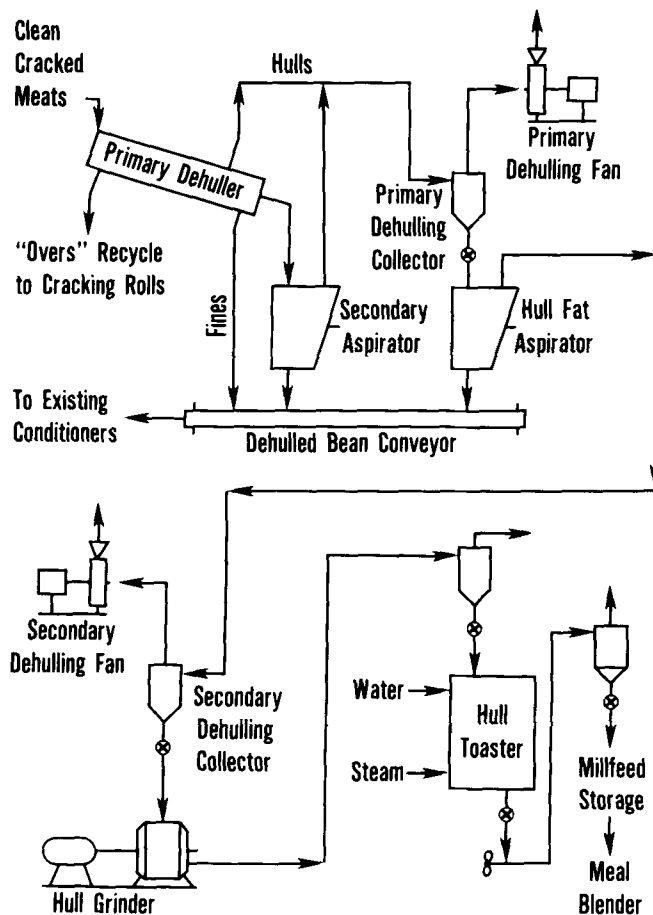 Clean
Cracked
Meats
Hulls
Primary Dehuller
Primary
Dehulling Fan
Primary
Dehulling
Collector
"Overs" Recycle
to Cracking Rolls
Fines
Secondary
Aspirator
Hull Fat
Aspirator
To Existing
Conditioners
Dehulled Bean Conveyor
Secondary
Dehulling Fan
Secondary
Dehulling
Collector
Water
Hull
Toaster
Steam
Millfeed
Storage
Meal
Blender
Hull Grinder